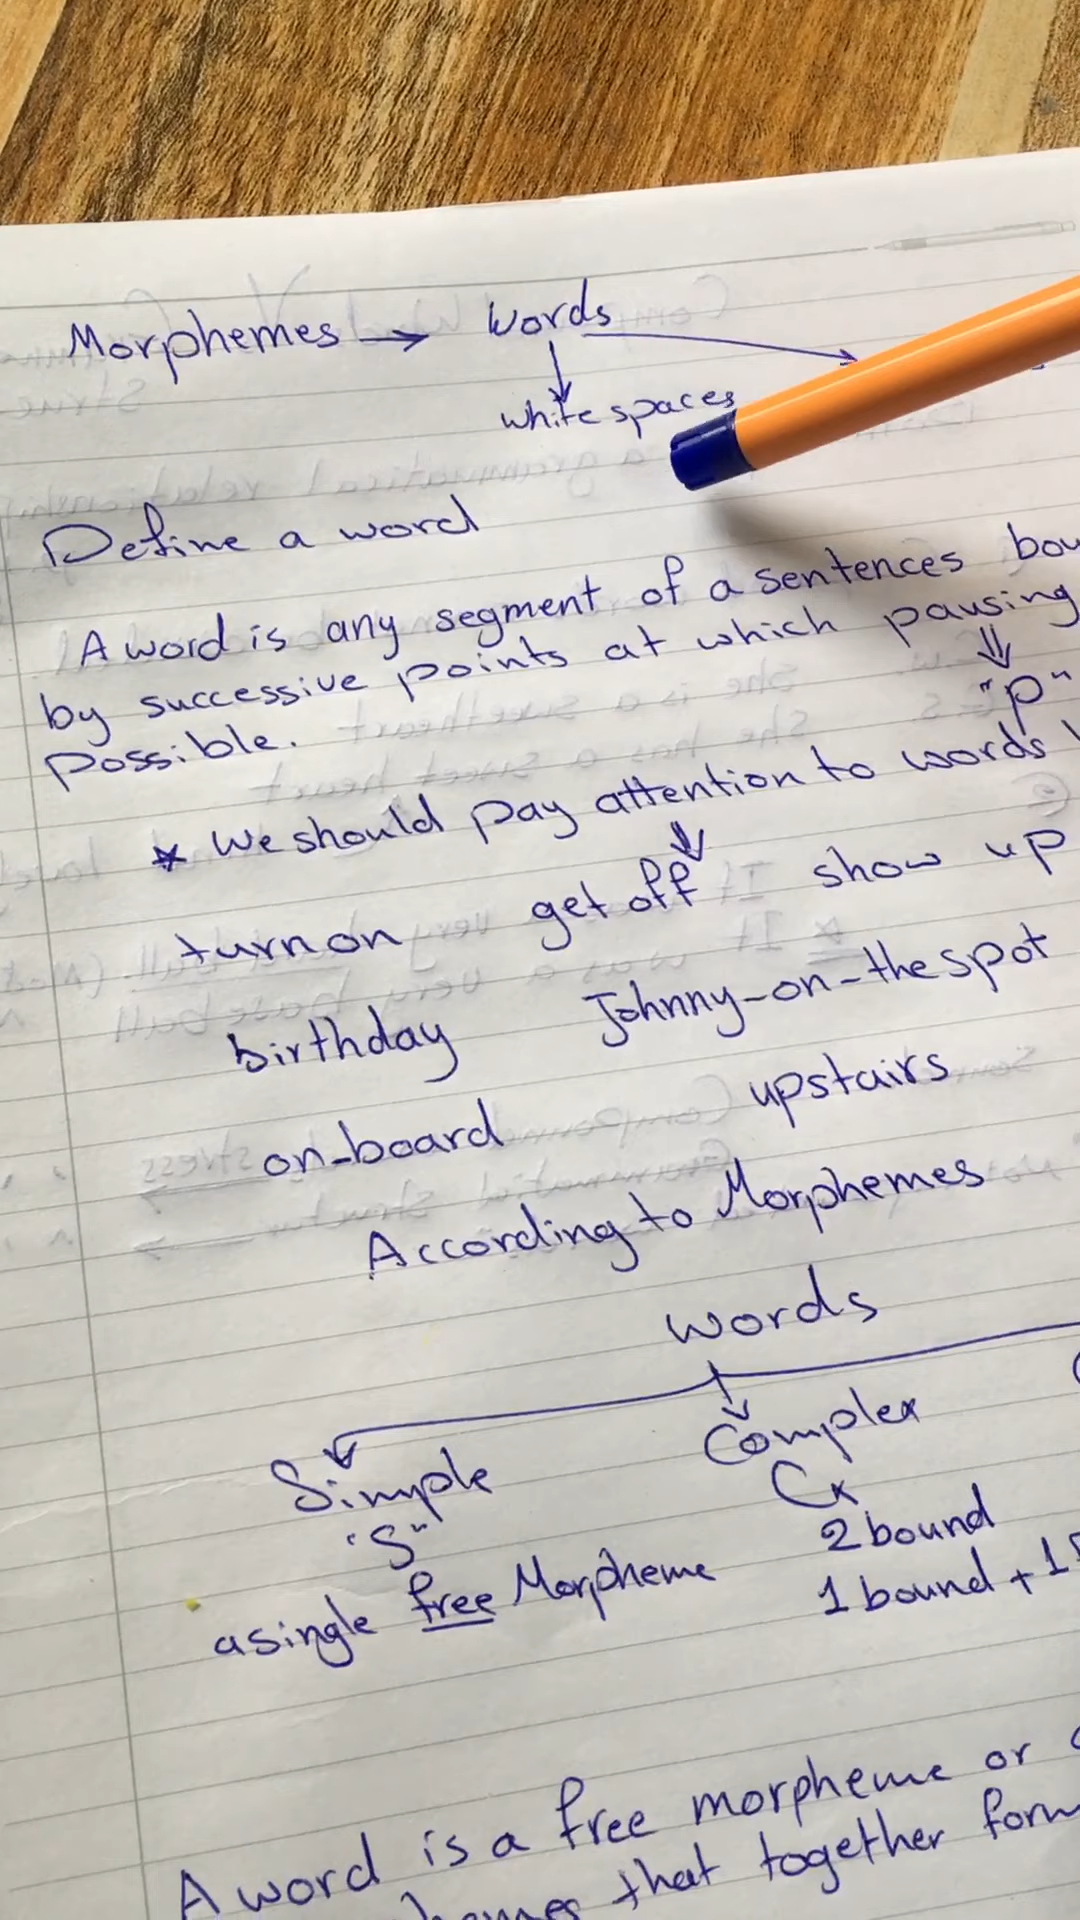 Morphemes → words
white spaces
Define a word
A word is any segment of a sentences
by successive points at which pausing
possible.
* We should pay attention to words
"P"
turn on get off show up
birthday Johnny-on-the spot
on-board upstairs
According to Morphemes
words
Simple Complex
"S" Cx
2 bound
a single free Morpheme 1 bound + 1
A word is a free morpheme or
that together form